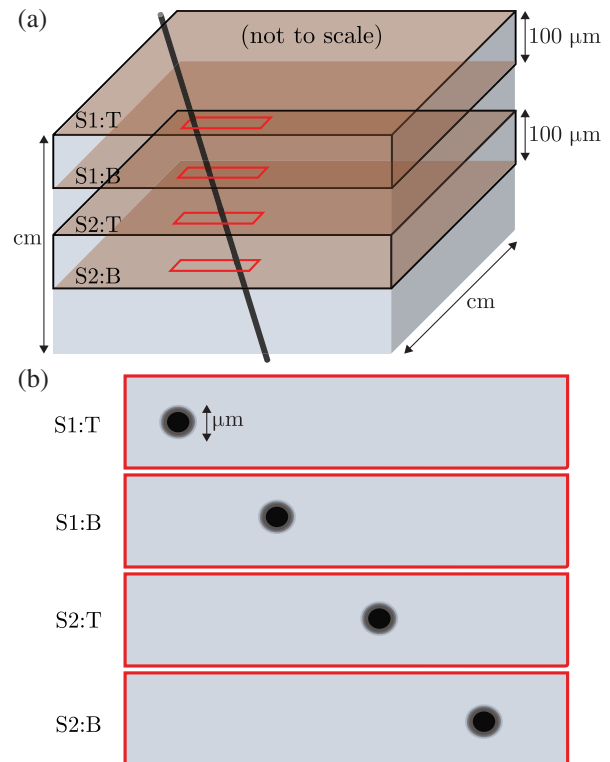 (a)
(not to scale)
100 μm
S1:T
100 μm
S1:B
S2:T
cm
S2:B
cm
(b)
S1:T
μm
S1:B
S2:T
S2:B